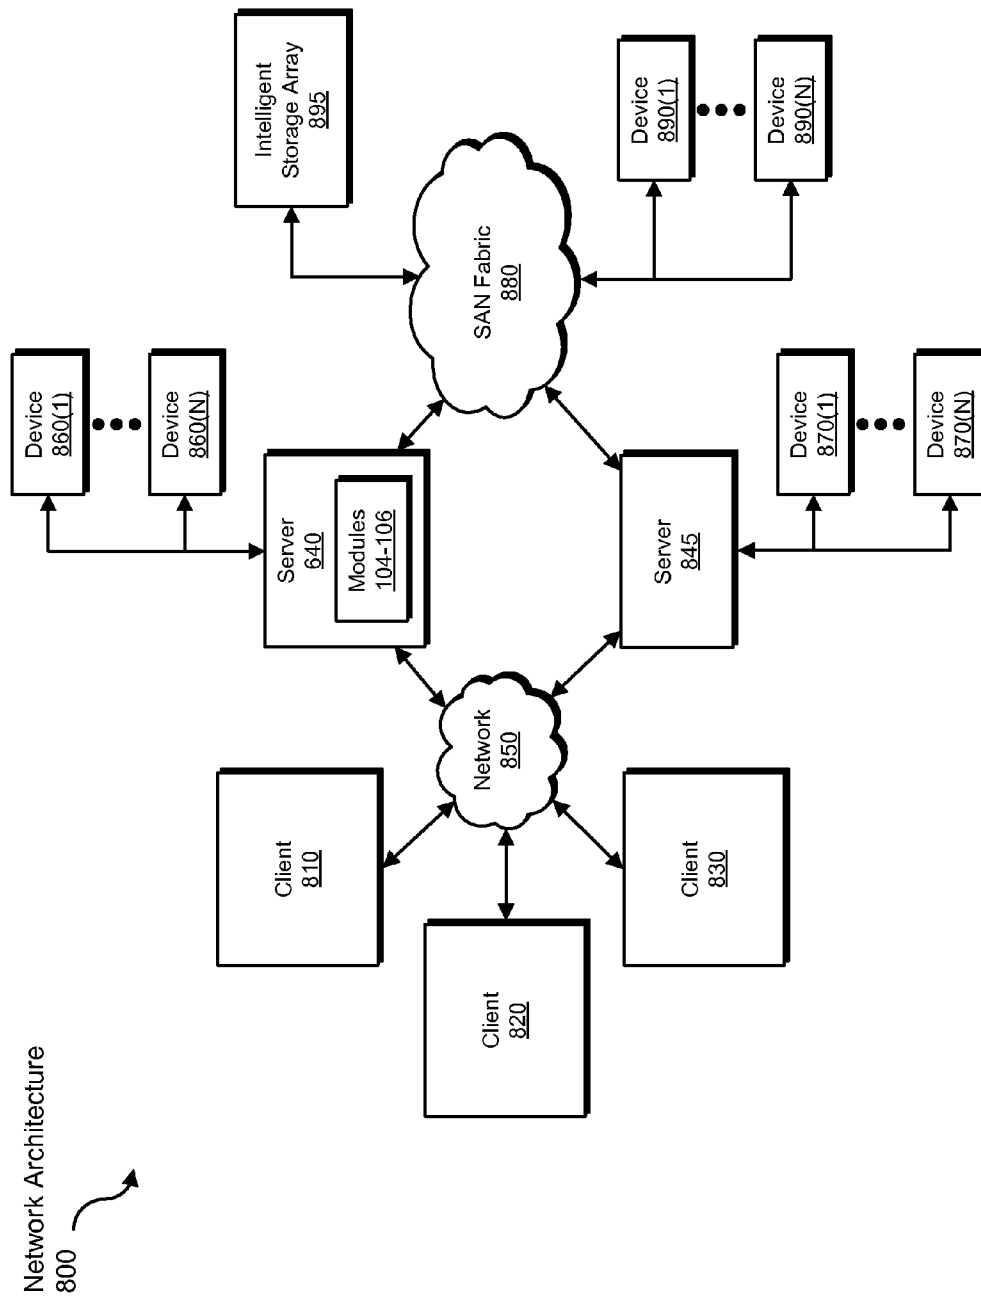 Network Architecture
800
Client
810
Client
820
Client
830
Network
850
Server
640
Modules
104-106
Server
845
Device
860(1)
Device
860(N)
Device
870(1)
Device
870(N)
SAN Fabric
880
Intelligent
Storage Array
895
Device
890(1)
Device
890(N)